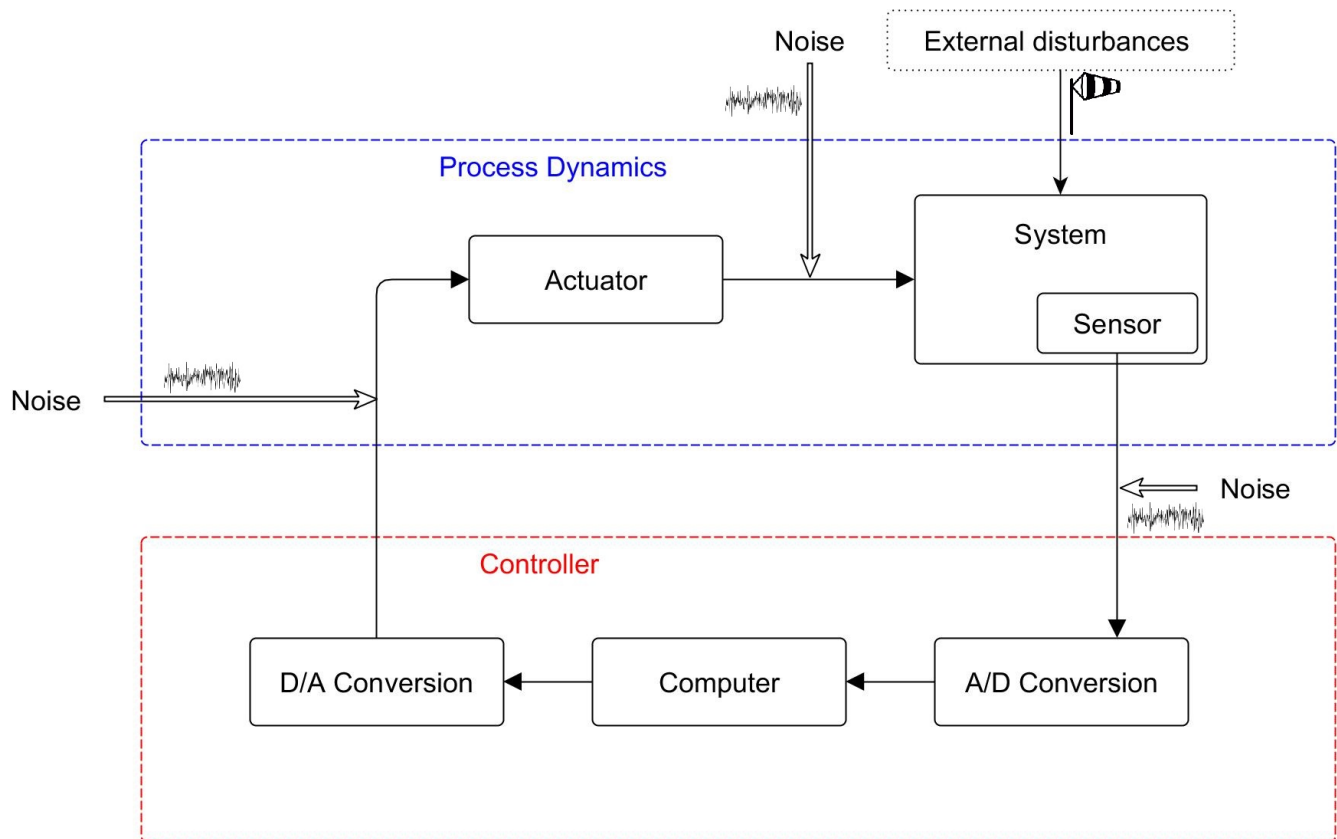 Noise
External disturbances
Process Dynamics
System
Actuator
Sensor
Noise
Noise
Controller
D/A Conversion
Computer
A/D Conversion